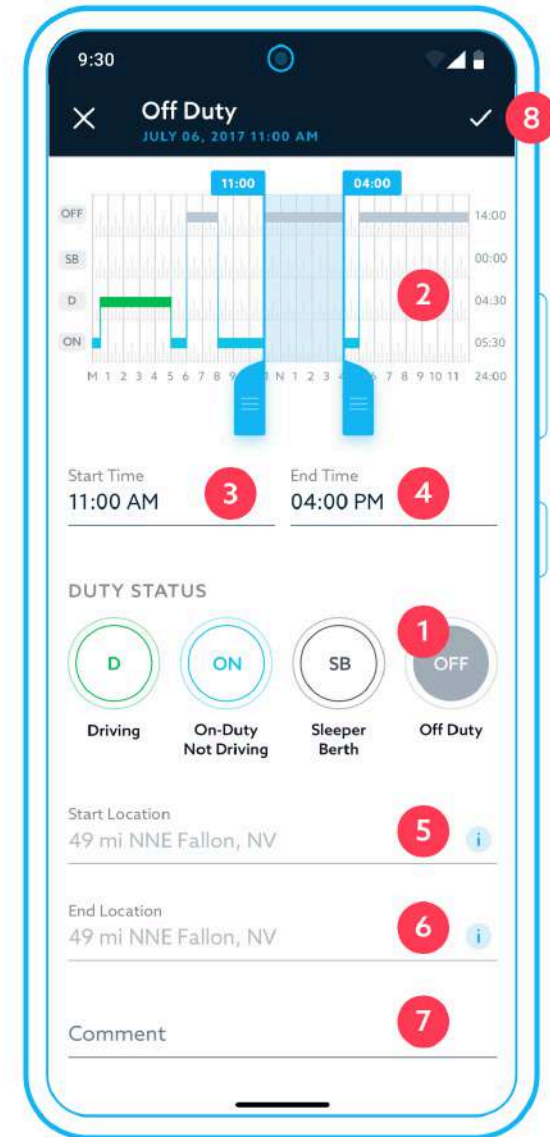 9:30
Off Duty
8
JULY 06, 2017 11:00 AM
11:00 04:00
OFF 14:00
SB 00:00
2
D 04:30
ON 05:30
M 1 2 3 4 5 6 7 8 9 1 N 1 2 3 4 6 7 8 9 10 11 24:00
Start Time End Time
11:00 AM 3 04:00 PM 4
DUTY STATUS
1
D ON SB OFF
Driving On-Duty Sleeper Off Duty
Not Driving Berth
Start Location
49 mi NNE Fallon, NV 5 i
End Location
49 mi NNE Fallon, NV 6 i
Comment 7